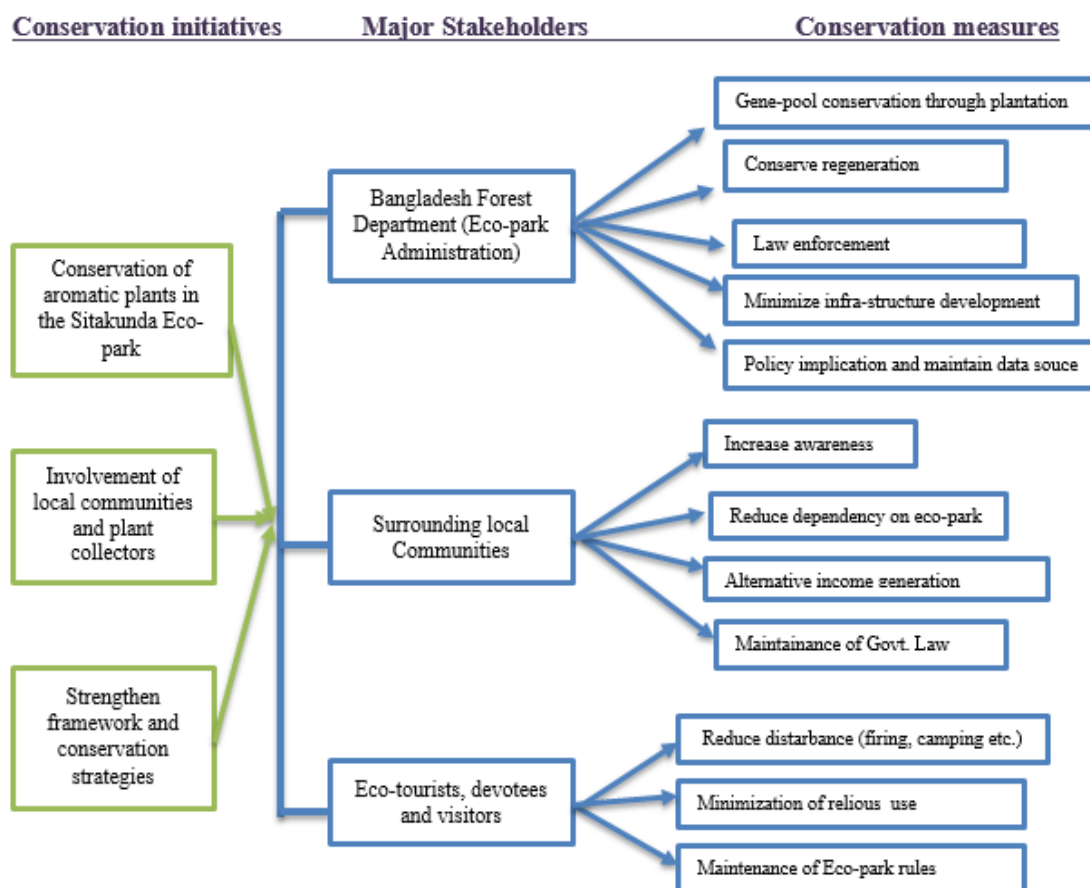 Conservation initiatives
Major Stakeholders
Conservation measures
Conservation of
aromatic plants in
the Sitakunda Eco-
park
Involvement of
local communities
and plant
collectors
Strengthen
framework and
conservation
strategies
Bangladesh Forest
Department (Eco-park
Administration)
Surrounding local
Communities
Eco-tourists, devotees
and visitors
Gene-pool conservation through plantation
Conserve regeneration
Law enforcement
Minimize infra-structure development
Policy implication and maintain data souce
Increase awareness
Reduce dependency on eco-park
Alternative income generation
Maintainance of Govt. Law
Reduce distarbance (firing, camping etc.)
Minimization of relious use
Maintenance of Eco-park rules